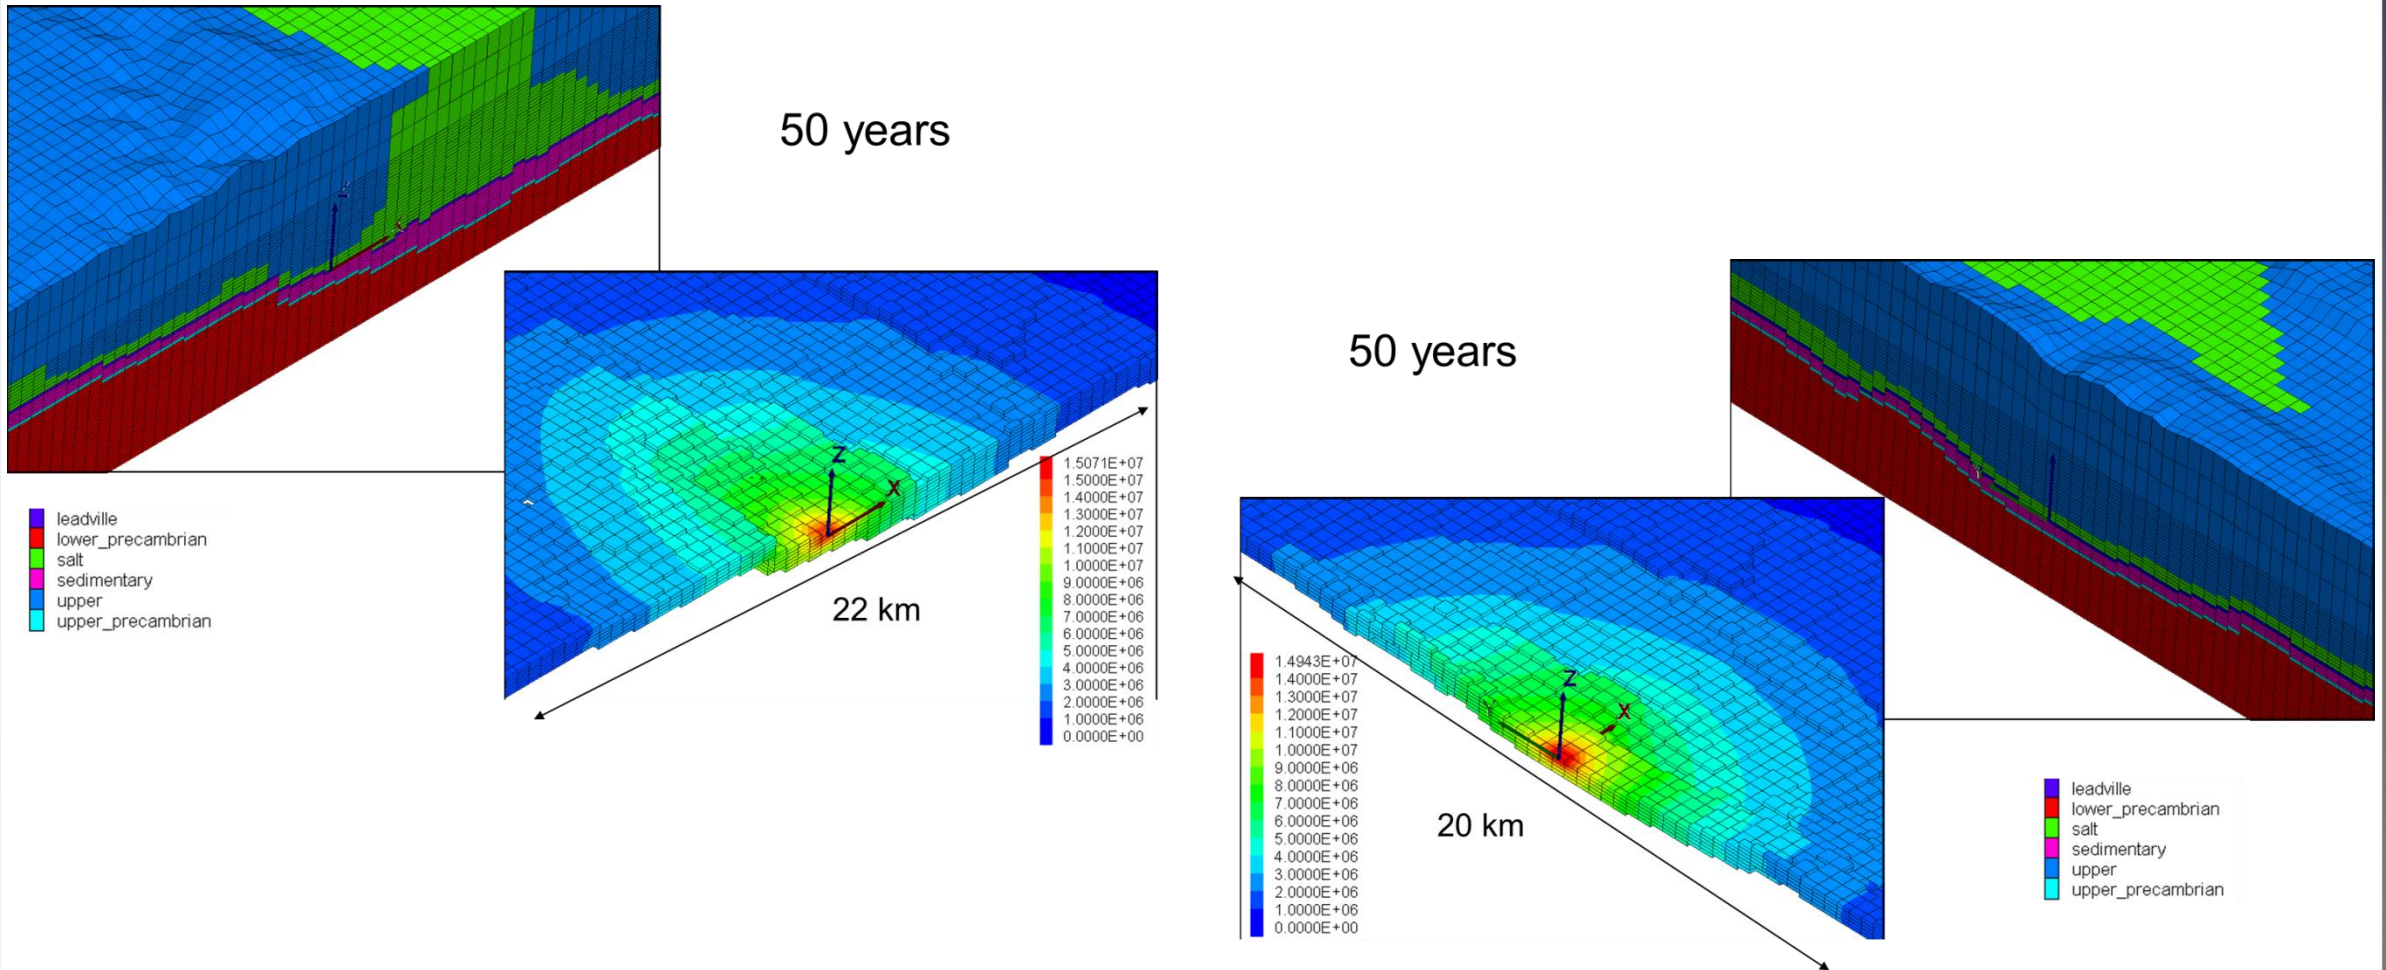 50 years
leadville
lower_precambrian
salt
sedimentary
upper
upper_precambrian
Z
X
1.5071E+07
1.5000E+07
1.4000E+07
1.3000E+07
1.2000E+07
1.1000E+07
1.0000E+07
9.0000E+06
8.0000E+06
7.0000E+06
6.0000E+06
5.0000E+06
4.0000E+06
3.0000E+06
2.0000E+06
1.0000E+06
0.0000E+00
22 km
50 years
Z
X
Y
1.4943E+07
1.4000E+07
1.3000E+07
1.2000E+07
1.1000E+07
1.0000E+07
9.0000E+06
8.0000E+06
7.0000E+06
6.0000E+06
5.0000E+06
4.0000E+06
3.0000E+06
2.0000E+06
1.0000E+06
0.0000E+00
20 km
leadville
lower_precambrian
salt
sedimentary
upper
upper_precambrian